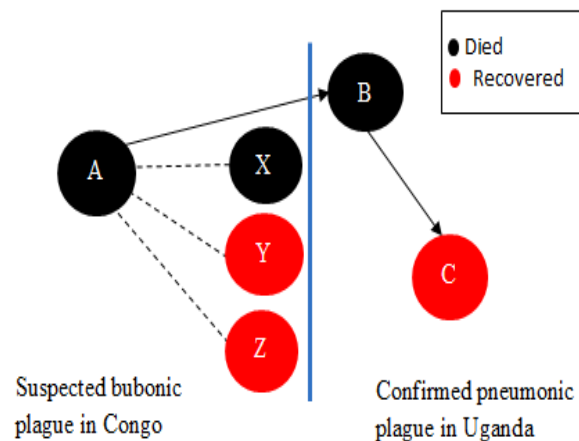 Died
Recovered
B
A
X
Y
C
Z
Suspected bubonic
plague in Congo
Confirmed pneumonic
plague in Uganda